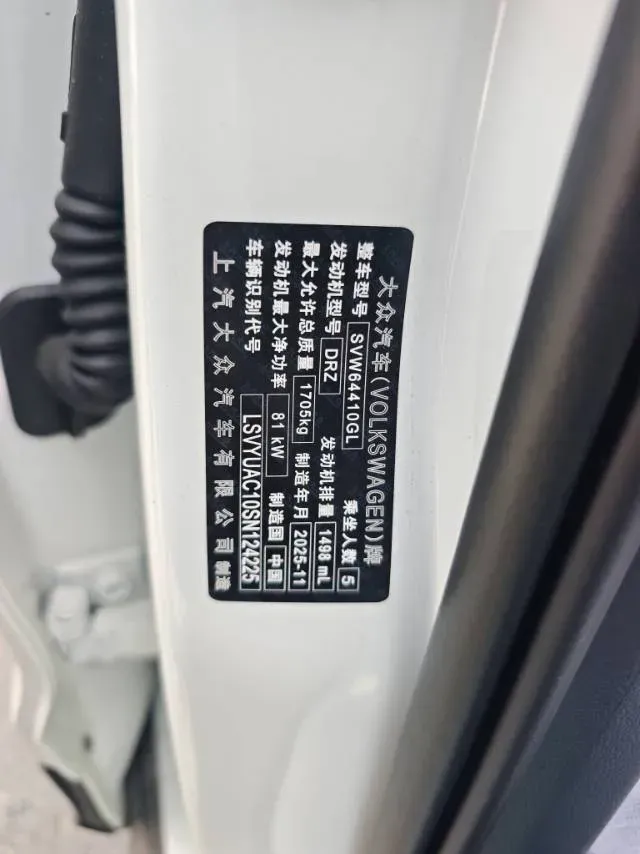 大众汽车(VOLKSWAGEN)牌
整车型号 SVW64410GL 乘坐人数 5
发动机型号 DRZ 发动机排量 1498 mL
最大允许总质量 1705kg 制造年月 2025-11
发动机最大净功率 81 kW 制造国 中国
车辆识别代号 LSVYUAC10SN124225
上汽大众汽车有限公司 制造